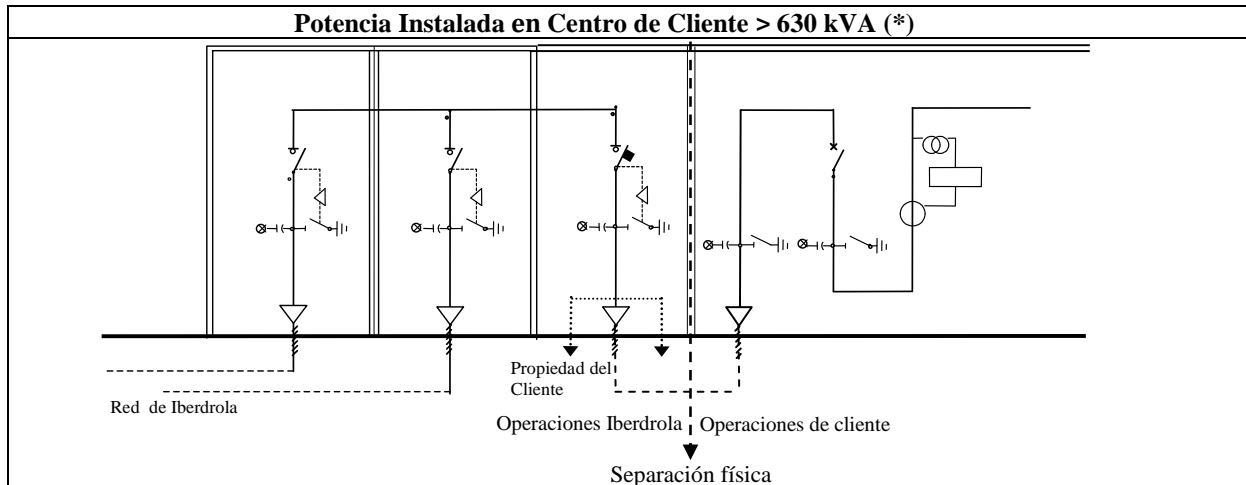 Potencia Instalada en Centro de Cliente > 630 kVA (*)
Propiedad del
Cliente
Red de Iberdrola
Operaciones Iberdrola
Operaciones de cliente
Separación física